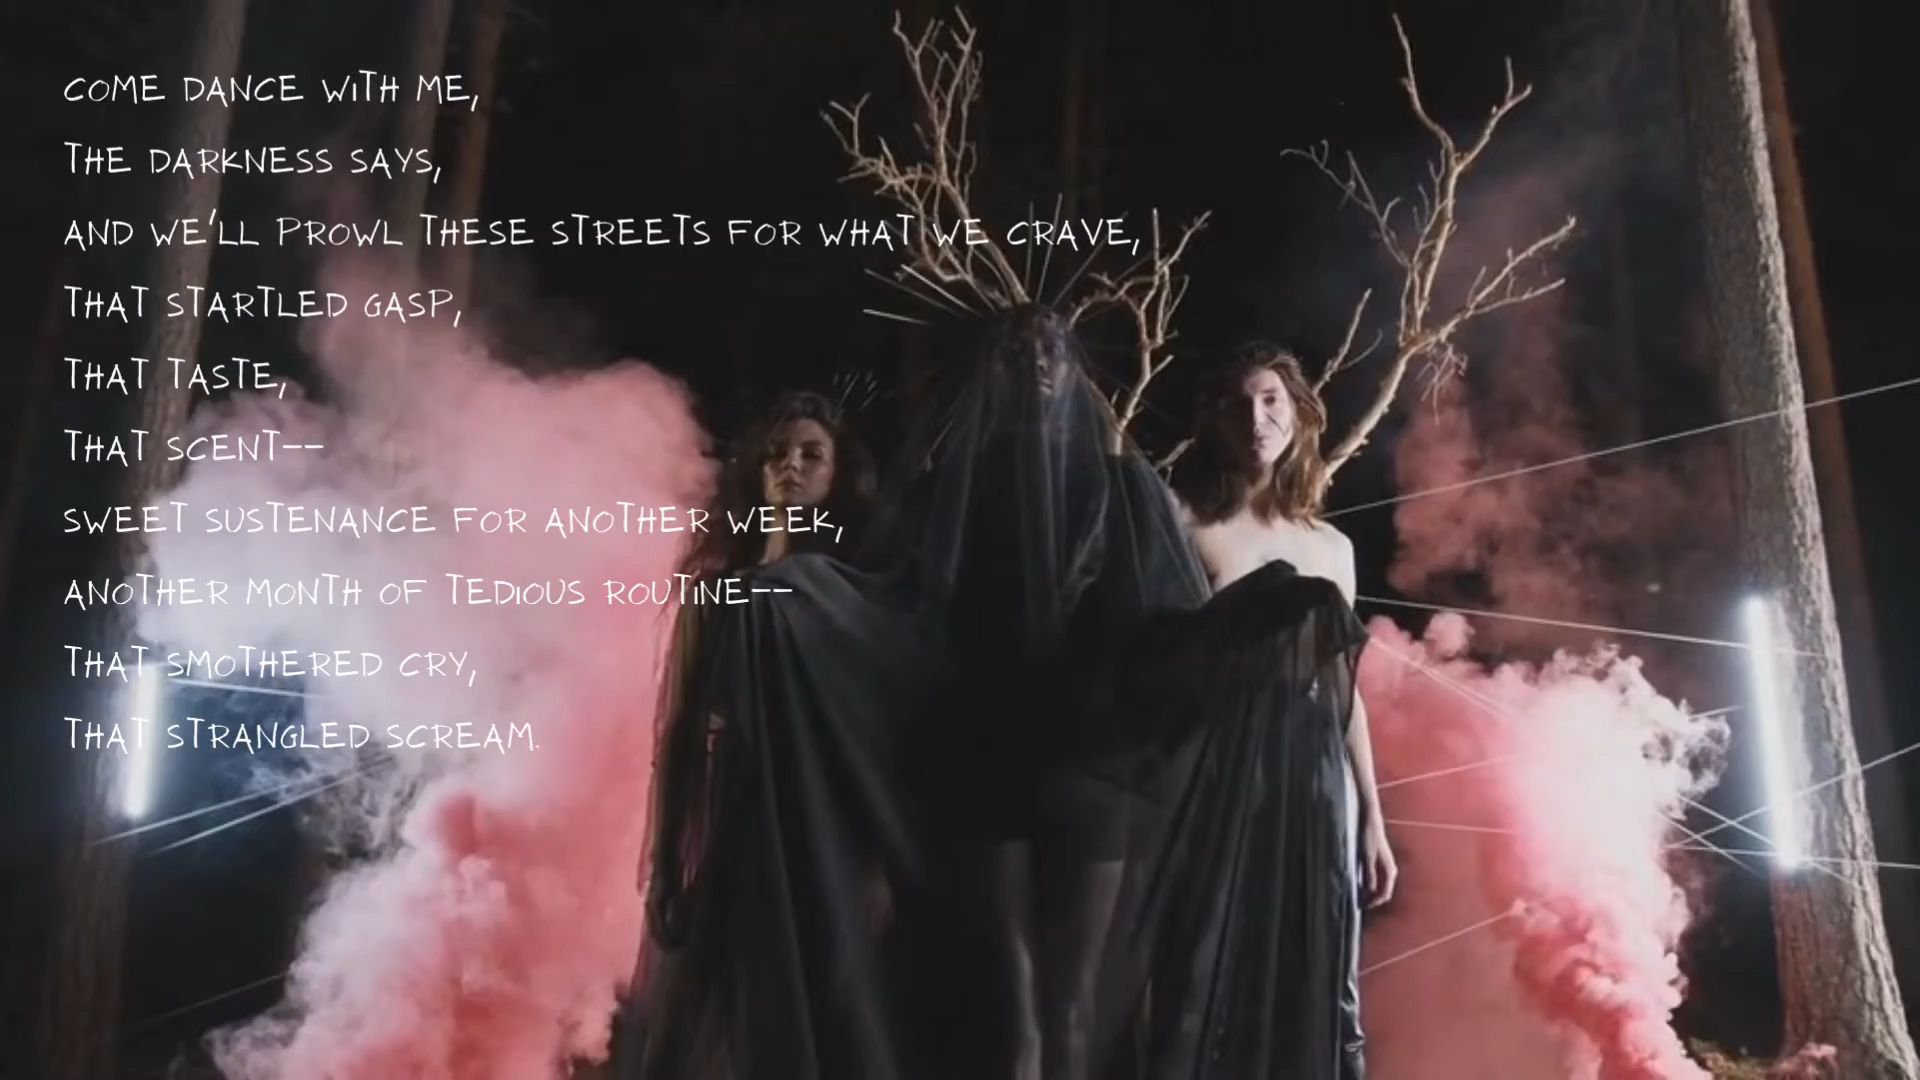 COME DANCE WITH ME,
THE DARKNESS SAYS,
AND WE'LL PROWL THESE STREETS FOR WHAT WE CRAVE,
THAT STARTLED GASP,
THAT TASTE,
THAT SCENT--
SWEET SUSTENANCE FOR ANOTHER WEEK,
ANOTHER MONTH OF TEDIOUS ROUTINE--
THAT SMOTHERED CRY,
THAT STRANGLED SCREAM.